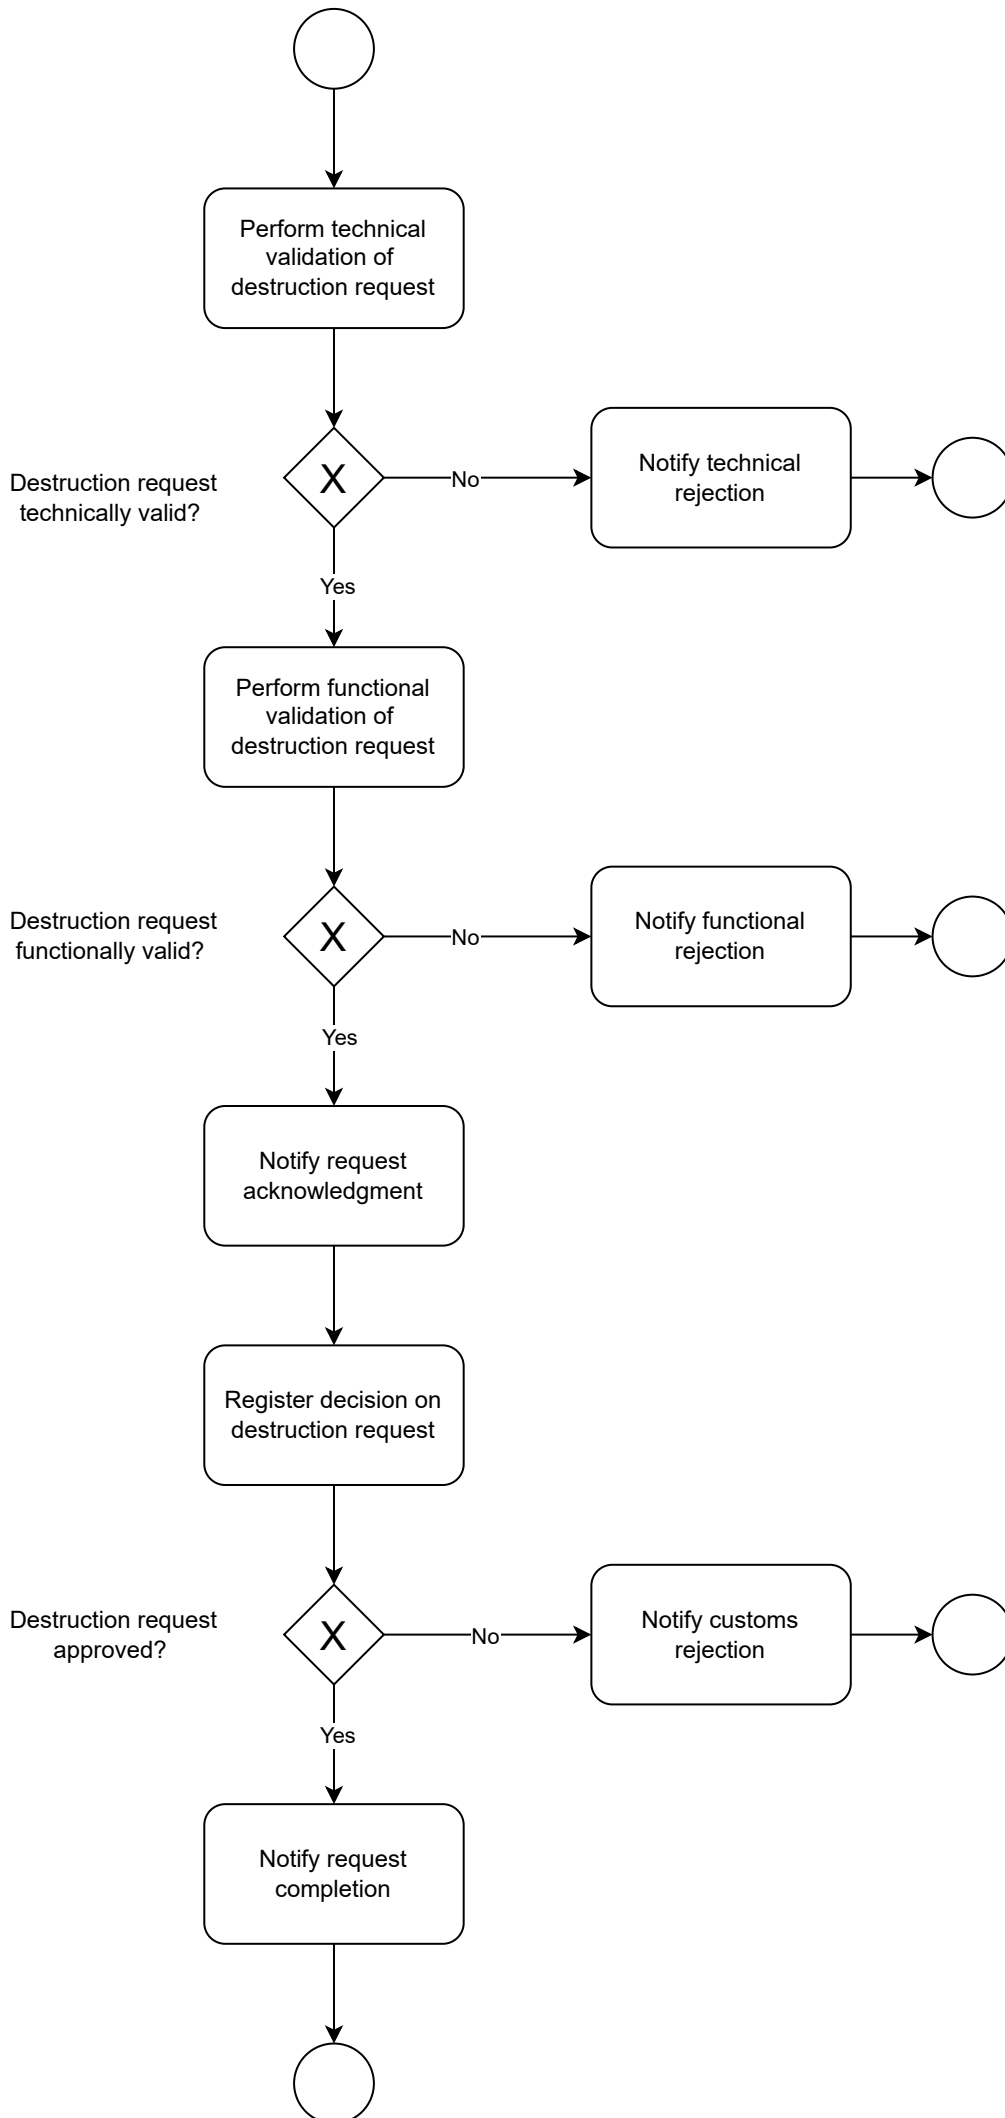 Perform technical
validation of
destruction request
Destruction request
technically valid?
X
No
Notify technical
rejection
Yes
Perform functional
validation of
destruction request
Destruction request
functionally valid?
X
No
Notify functional
rejection
Yes
Notify request
acknowledgment
Register decision on
destruction request
Destruction request
approved?
X
No
Notify customs
rejection
Yes
Notify request
completion